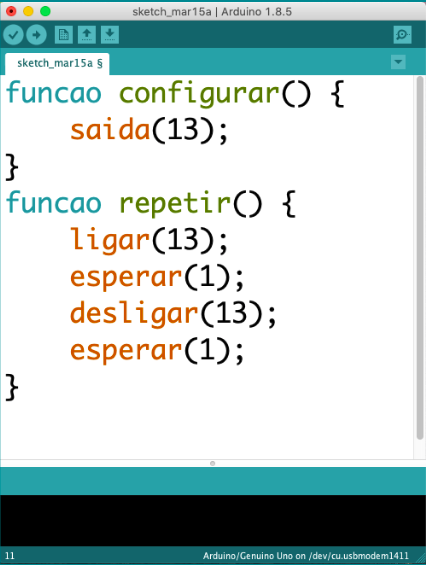 sketch_mar15a | Arduino 1.8.5
sketch_mar15a §
funcao configurar() {
    saida(13);
}
funcao repetir() {
    ligar(13);
    esperar(1);
    desligar(13);
    esperar(1);
}
11 Arduino/Genuino Uno on /dev/cu.usbmodem1411